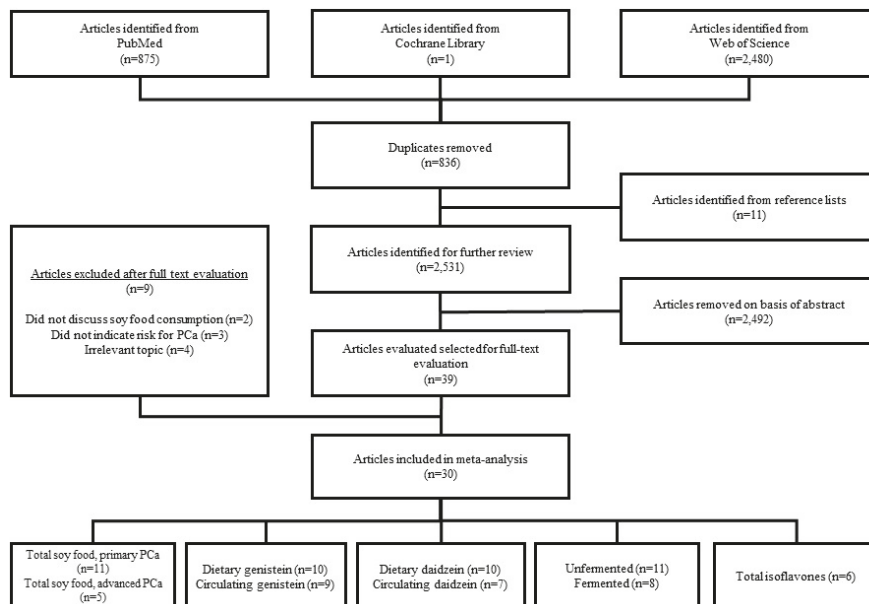 Articles identified from
PubMed
(n=875)
Articles identified from
Cochrane Library
(n=1)
Articles identified from
Web of Science
(n=2,480)
Duplicates removed
(n=836)
Articles identified from reference lists
(n=11)
Articles identified for further review
(n=2,531)
Articles excluded after full text evaluation
(n=9)
Did not discuss soy food consumption (n=2)
Did not indicate risk for PCa (n=3)
Irrelevant topic (n=4)
Articles removed on basis of abstract
(n=2,492)
Articles evaluated selected for full-text
evaluation
(n=39)
Articles included in meta-analysis
(n=30)
Total soy food, primary PCa
(n=11)
Total soy food, advanced PCa
(n=5)
Dietary genistein (n=10)
Circulating genistein (n=9)
Dietary daidzein (n=10)
Circulating daidzein (n=7)
Unfermented (n=11)
Fermented (n=8)
Total isoflavones (n=6)